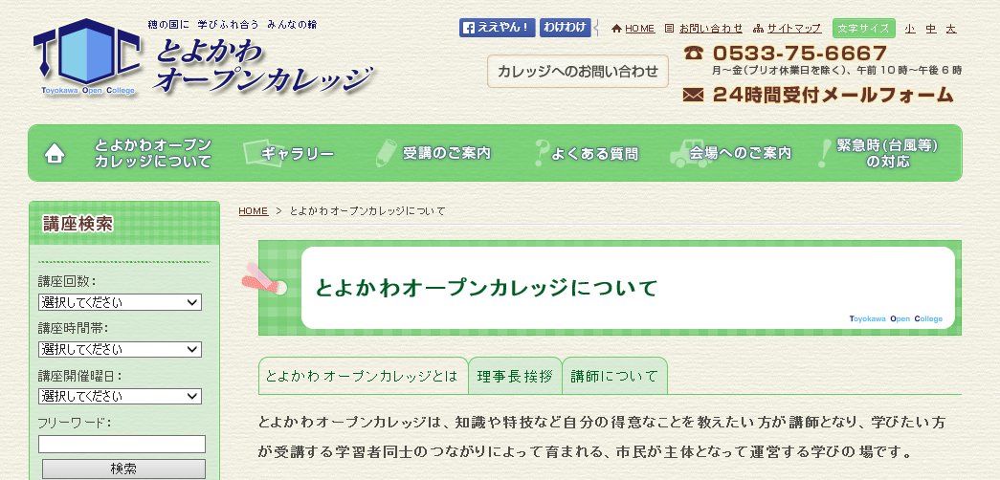 穂の国に 学びふれ合う みんなの輪
TOC
Toyokawa Open College
とよかわ
オープンカレッジ
ええやん！ わけわけ
HOME お問い合わせ サイトマップ 文字サイズ 小 中 大
カレッジへのお問い合わせ
0533-75-6667
月～金(プリオ休業日を除く)、午前10時～午後6時
24時間受付メールフォーム
とよかわオープン
カレッジについて
ギャラリー
受講のご案内
よくある質問
会場へのご案内
緊急時(台風等)
の対応
講座検索
講座回数：
選択してください
講座時間帯：
選択してください
講座開催曜日：
選択してください
フリーワード：
検索
HOME > とよかわオープンカレッジについて
とよかわオープンカレッジについて
Toyokawa Open College
とよかわオープンカレッジとは 理事長挨拶 講師について
とよかわオープンカレッジは、知識や特技など自分の得意なことを教えたい方が講師となり、学びたい方
が受講する学習者同士のつながりによって育まれる、市民が主体となって運営する学びの場です。